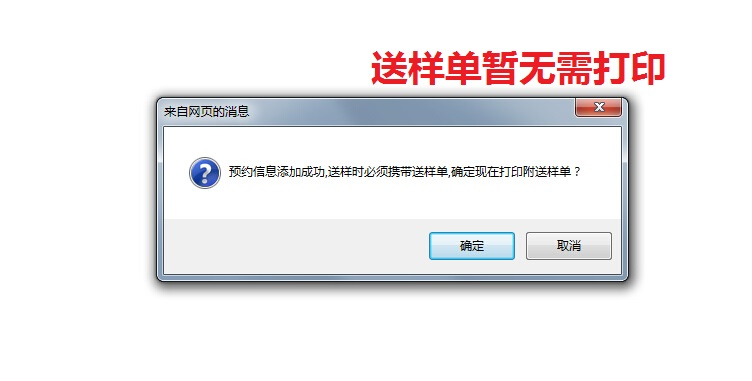 送样单暂无需打印
来自网页的消息
预约信息添加成功,送样时必须携带送样单,确定现在打印附送样单？
确定
取消